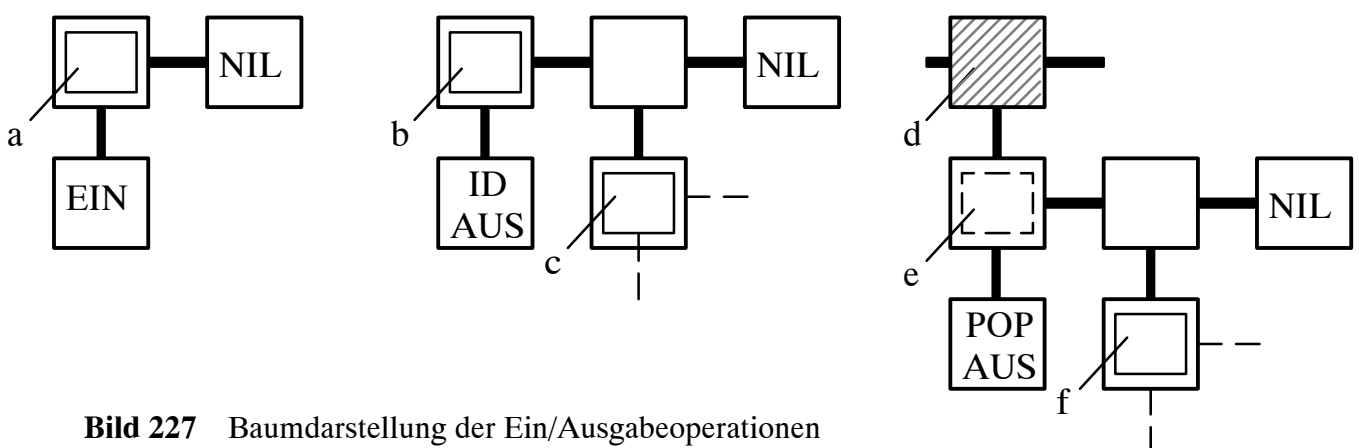 NIL
NIL
a
b
d
EIN
ID
AUS
NIL
c
e
POP
AUS
f
Bild 227 Baumdarstellung der Ein/Ausgabeoperationen